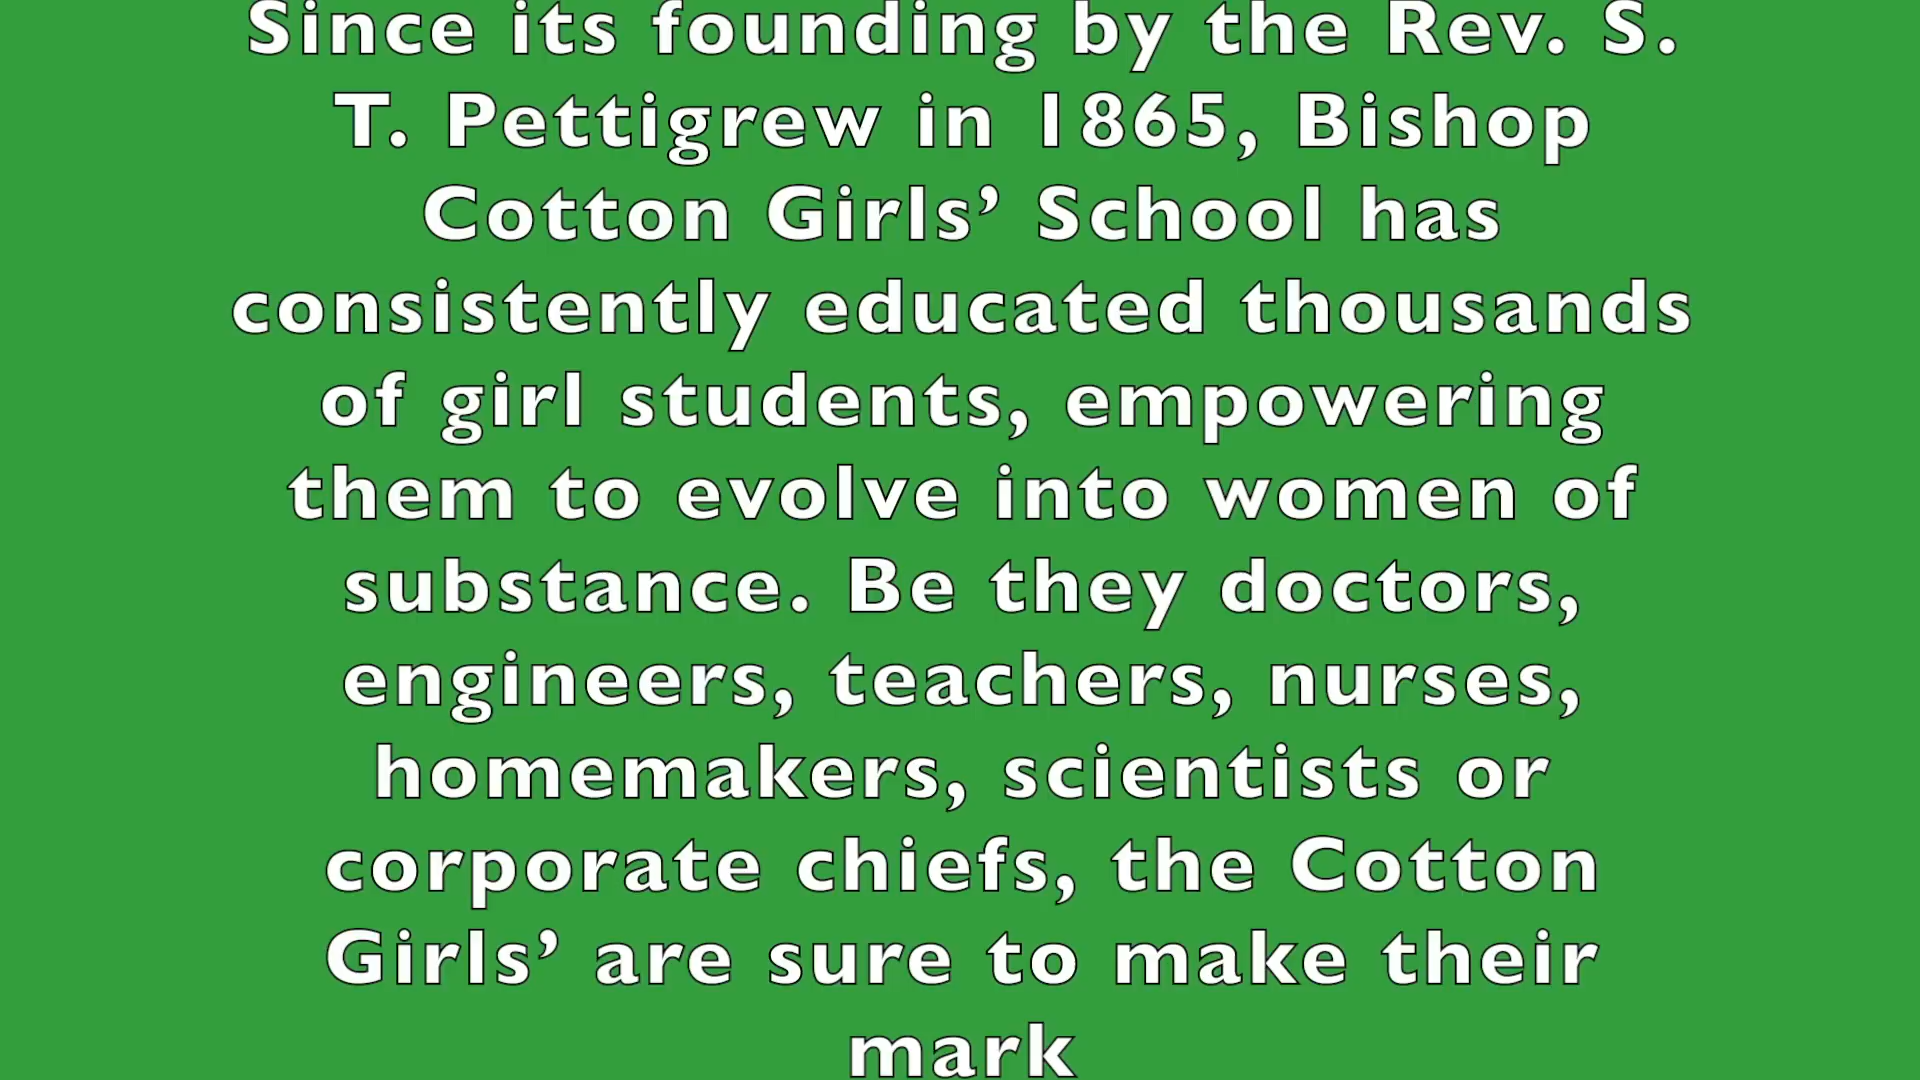 Since its founding by the Rev. S.
T. Pettigrew in 1865, Bishop
Cotton Girls’ School has
consistently educated thousands
of girl students, empowering
them to evolve into women of
substance. Be they doctors,
engineers, teachers, nurses,
homemakers, scientists or
corporate chiefs, the Cotton
Girls’ are sure to make their
mark